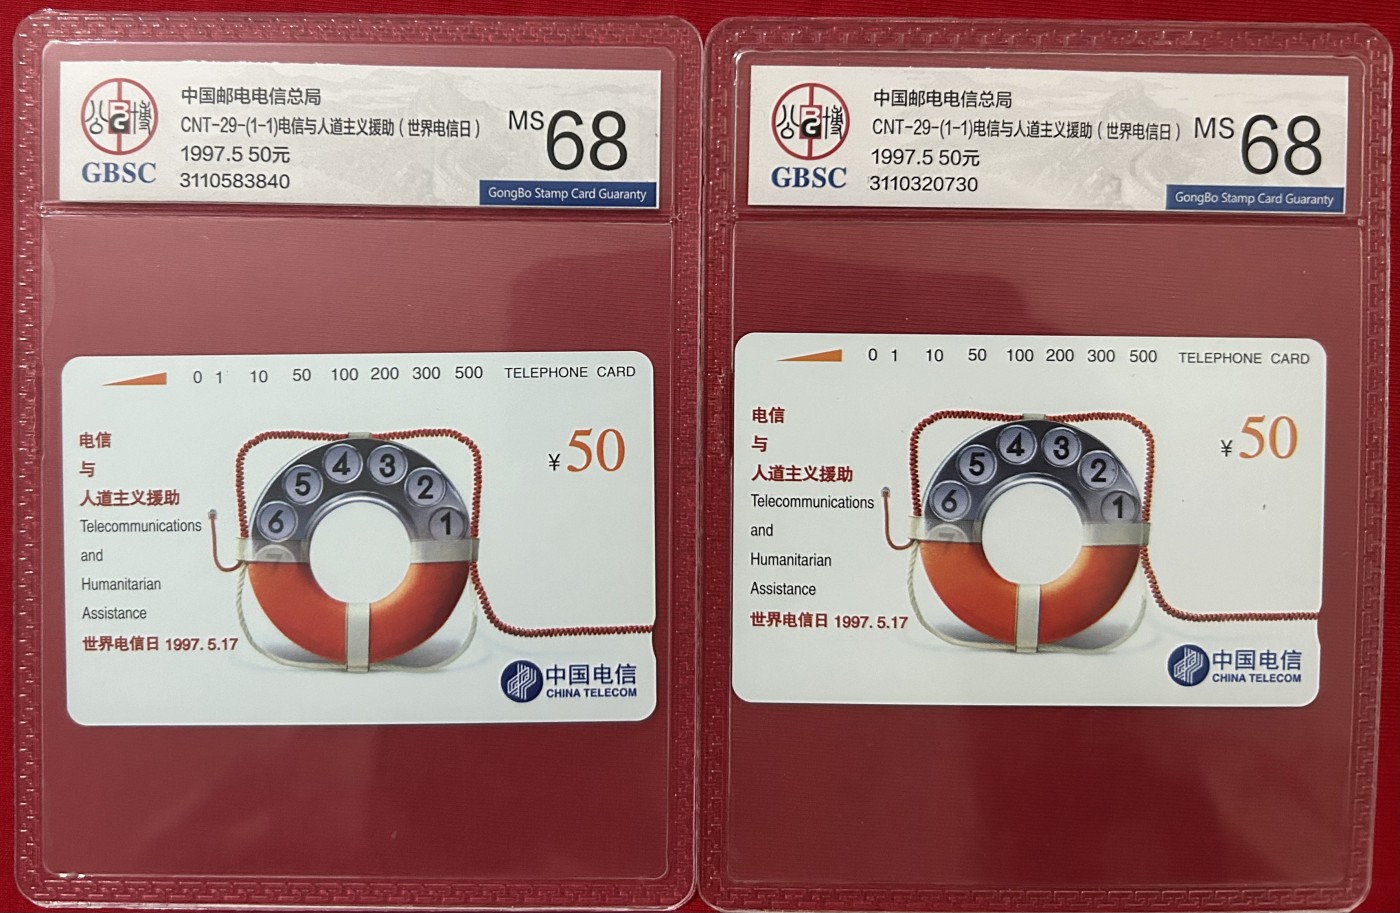 公博
BG
GBSC
中国邮电电信总局
CNT-29-(1-1)电信与人道主义援助（世界电信日）
1997.5 50元
3110583840
MS 68
GongBo Stamp Card Guaranty
0 1 10 50 100 200 300 500 TELEPHONE CARD
电信
与
人道主义援助
Telecommunications
and
Humanitarian
Assistance
世界电信日 1997.5.17
¥50
1 2 3 4 5 6 7
中国电信
CHINA TELECOM
公博
BG
GBSC
中国邮电电信总局
CNT-29-(1-1)电信与人道主义援助（世界电信日）
1997.5 50元
3110320730
MS 68
GongBo Stamp Card Guaranty
0 1 10 50 100 200 300 500 TELEPHONE CARD
电信
与
人道主义援助
Telecommunications
and
Humanitarian
Assistance
世界电信日 1997.5.17
¥50
1 2 3 4 5 6 7
中国电信
CHINA TELECOM